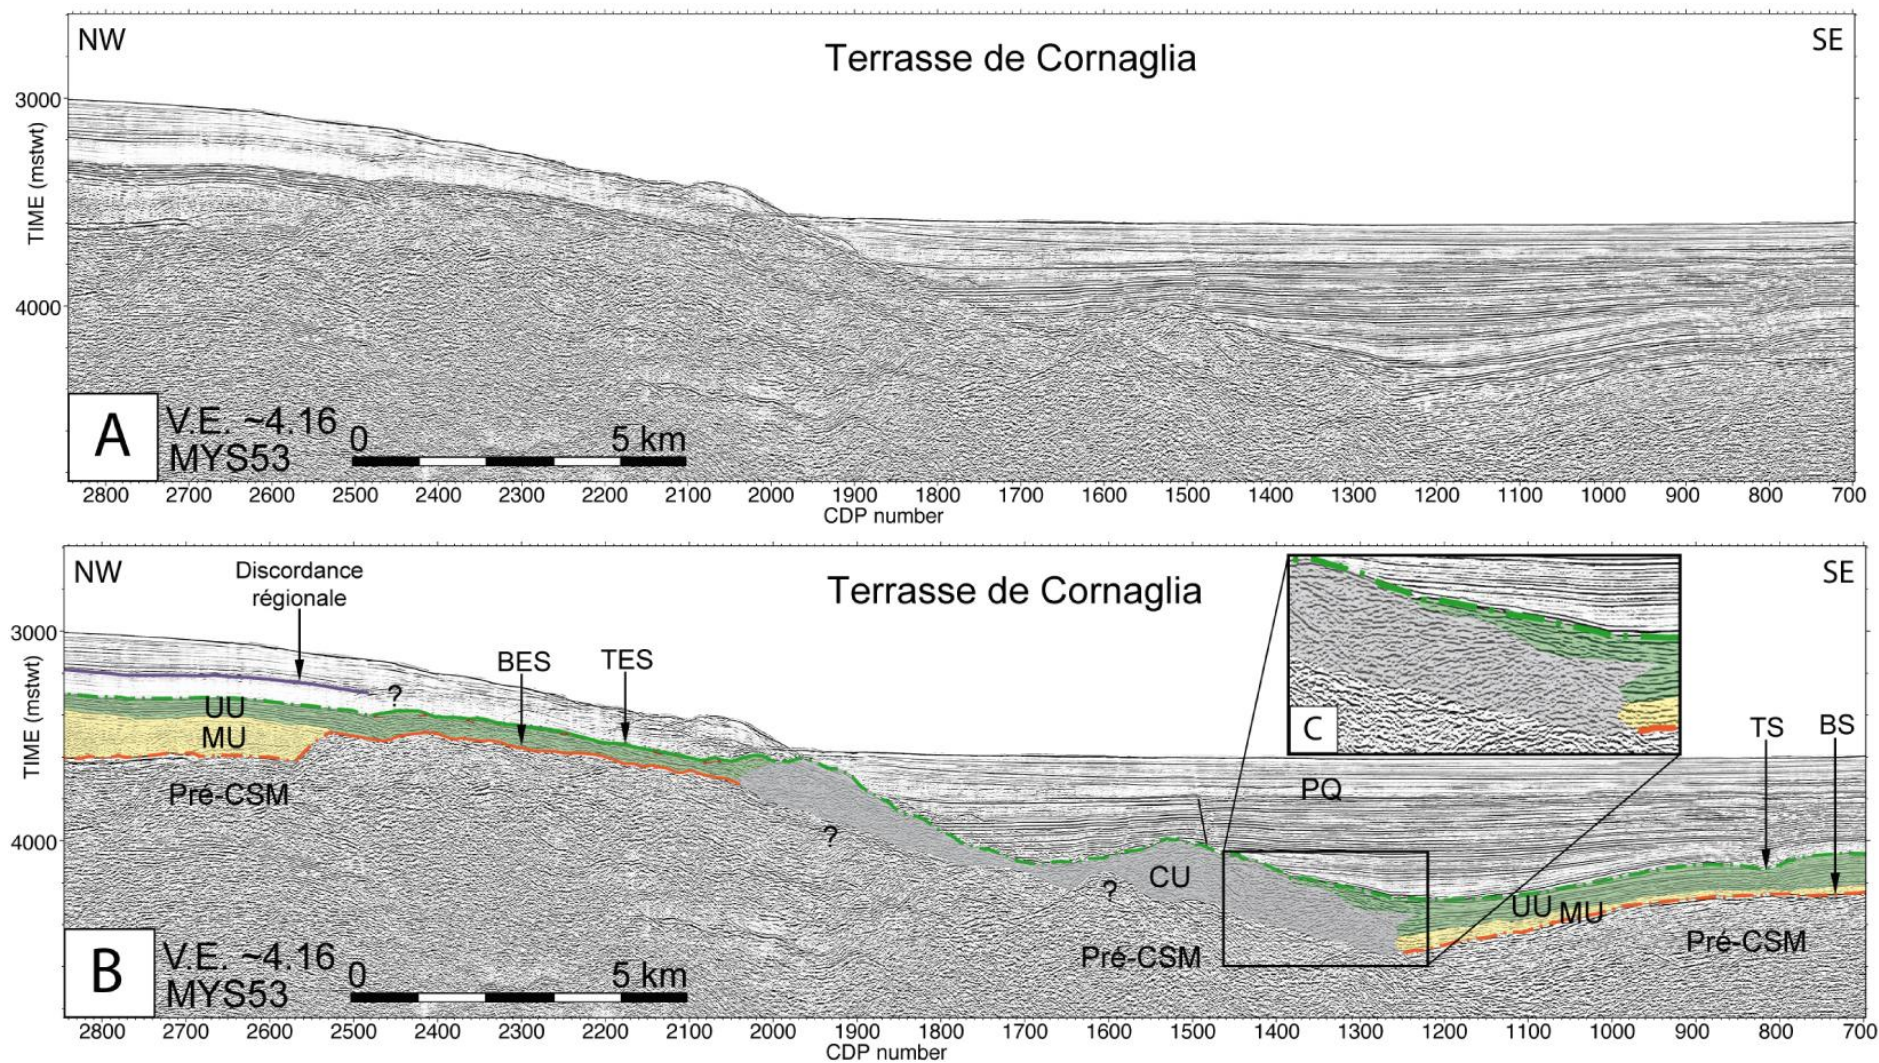 NW
SE
Terrasse de Cornaglia
3000
4000
TIME (mstwt)
A
V.E. ~4.16
MYS53
0 5 km
2800 2700 2600 2500 2400 2300 2200 2100 2000 1900 1800 1700 1600 1500 1400 1300 1200 1100 1000 900 800 700
CDP number
NW
SE
Discordance
régionale
Terrasse de Cornaglia
3000
4000
TIME (mstwt)
BES
TES
?
UU
MU
Pré-CSM
?
?
CU
PQ
C
TS
BS
UU MU
Pré-CSM
Pré-CSM
B
V.E. ~4.16
MYS53
0 5 km
2800 2700 2600 2500 2400 2300 2200 2100 2000 1900 1800 1700 1600 1500 1400 1300 1200 1100 1000 900 800 700
CDP number